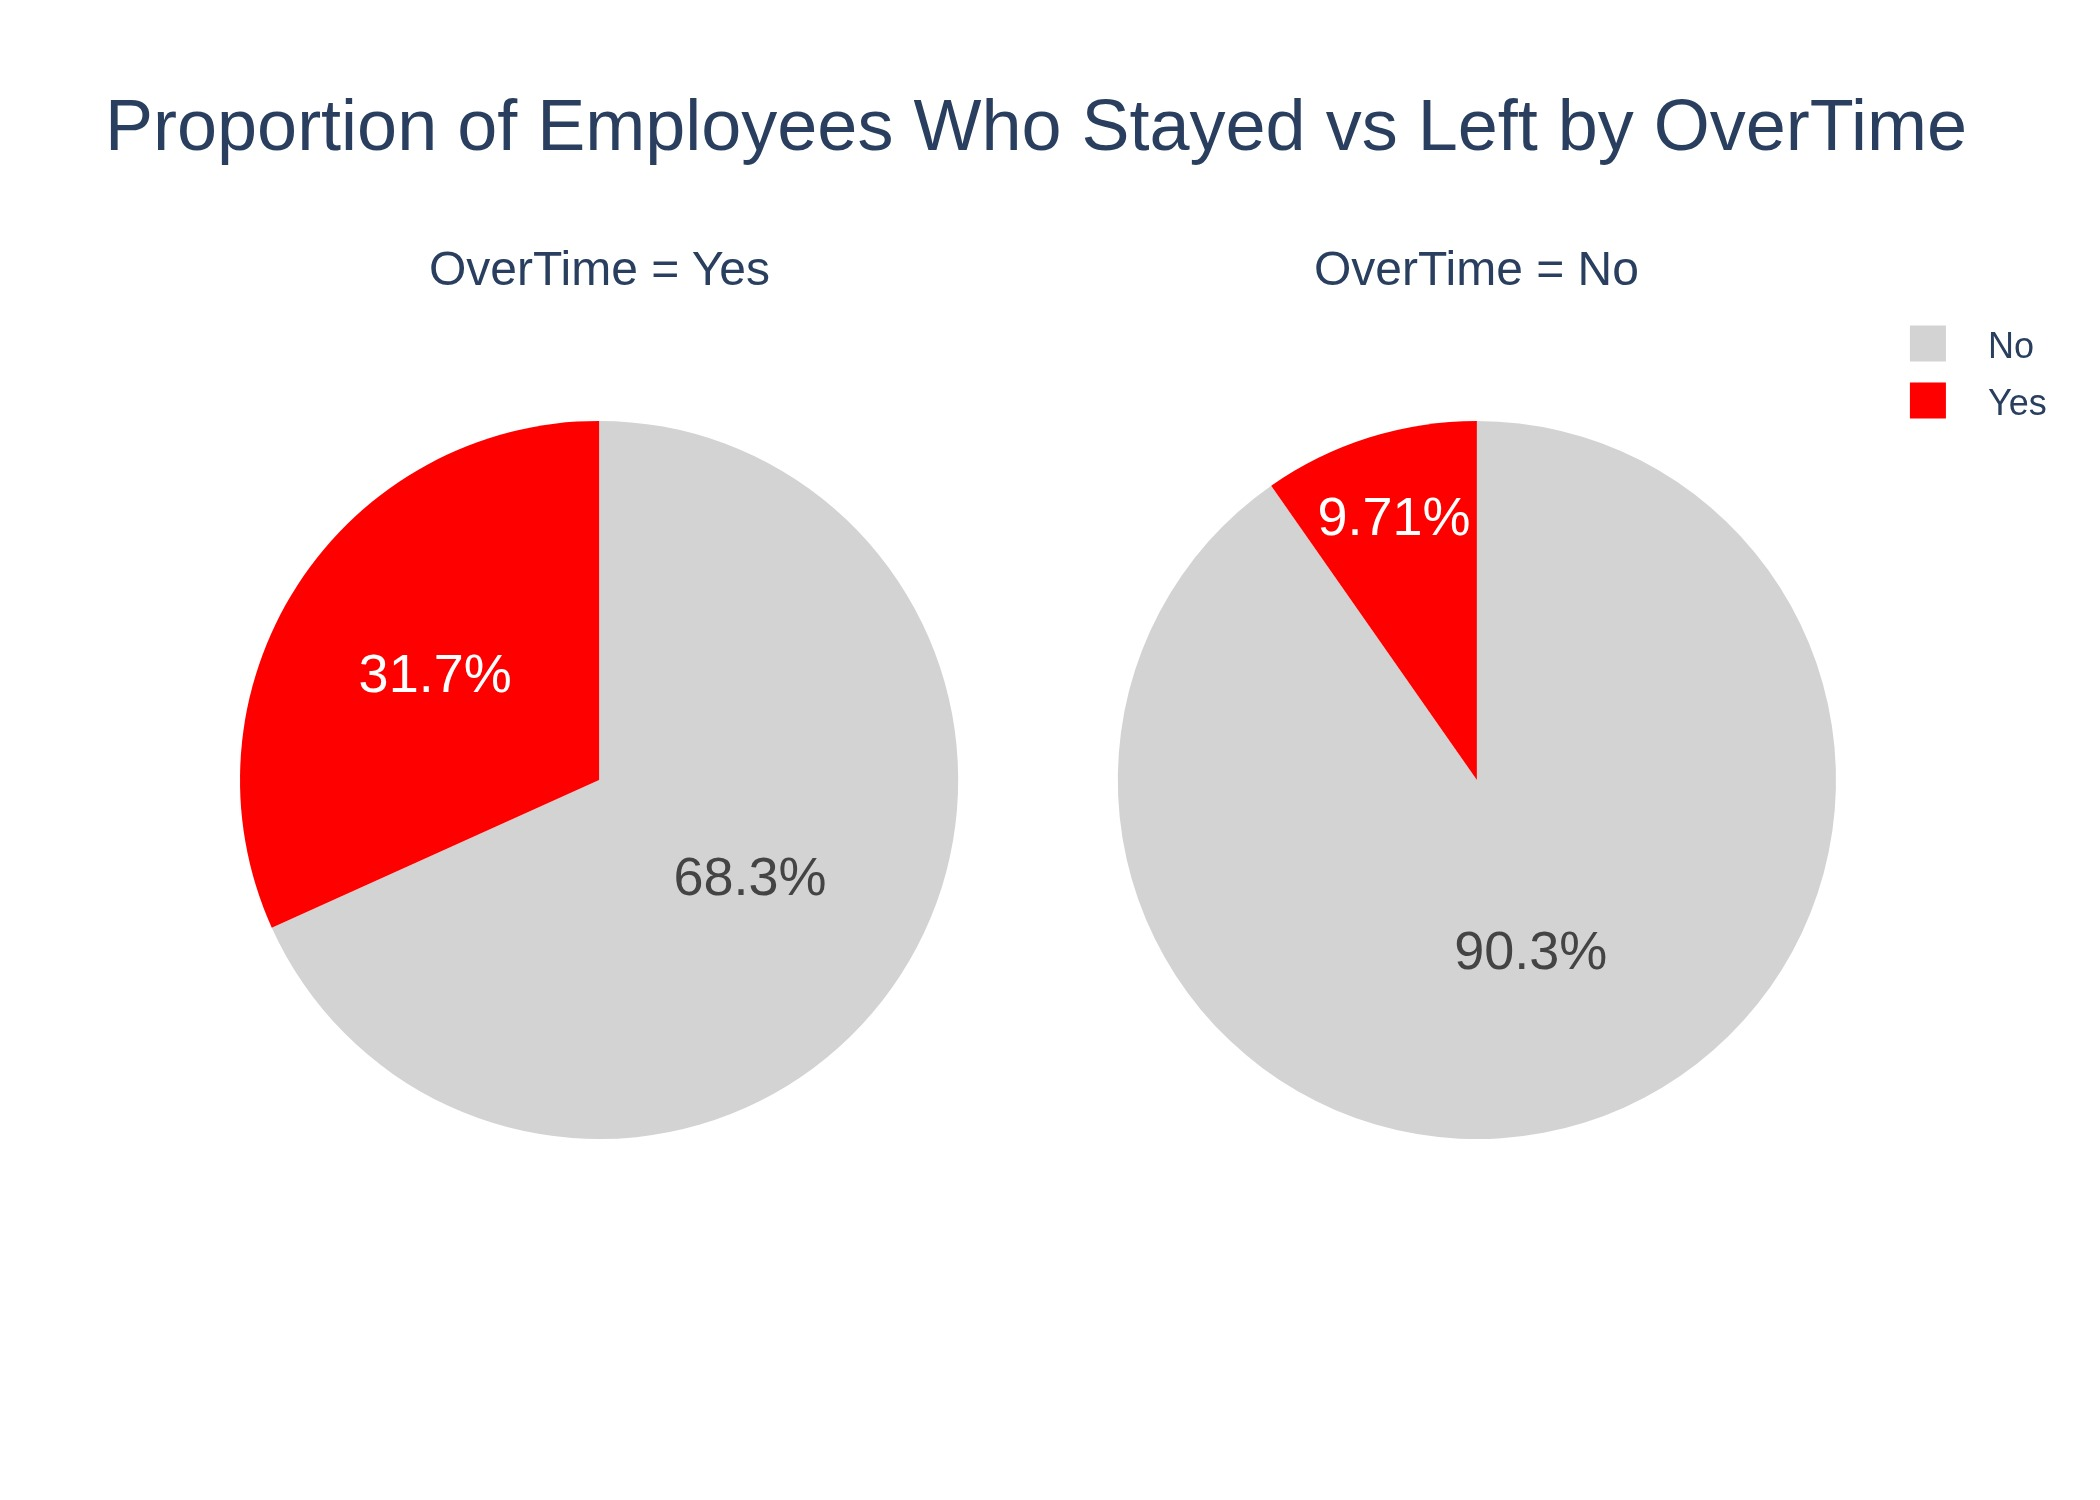 Proportion of Employees Who Stayed vs Left by OverTime
OverTime = Yes
OverTime = No
No
Yes
31.7%
68.3%
9.71%
90.3%